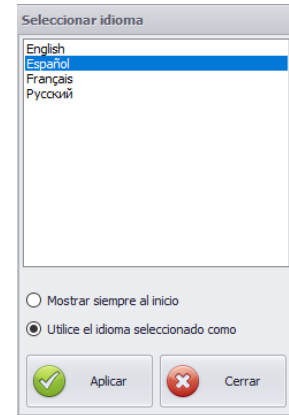 Seleccionar idioma
English
Español
Français
Русский
Mostrar siempre al inicio
Utilice el idioma seleccionado como
Aplicar
Cerrar